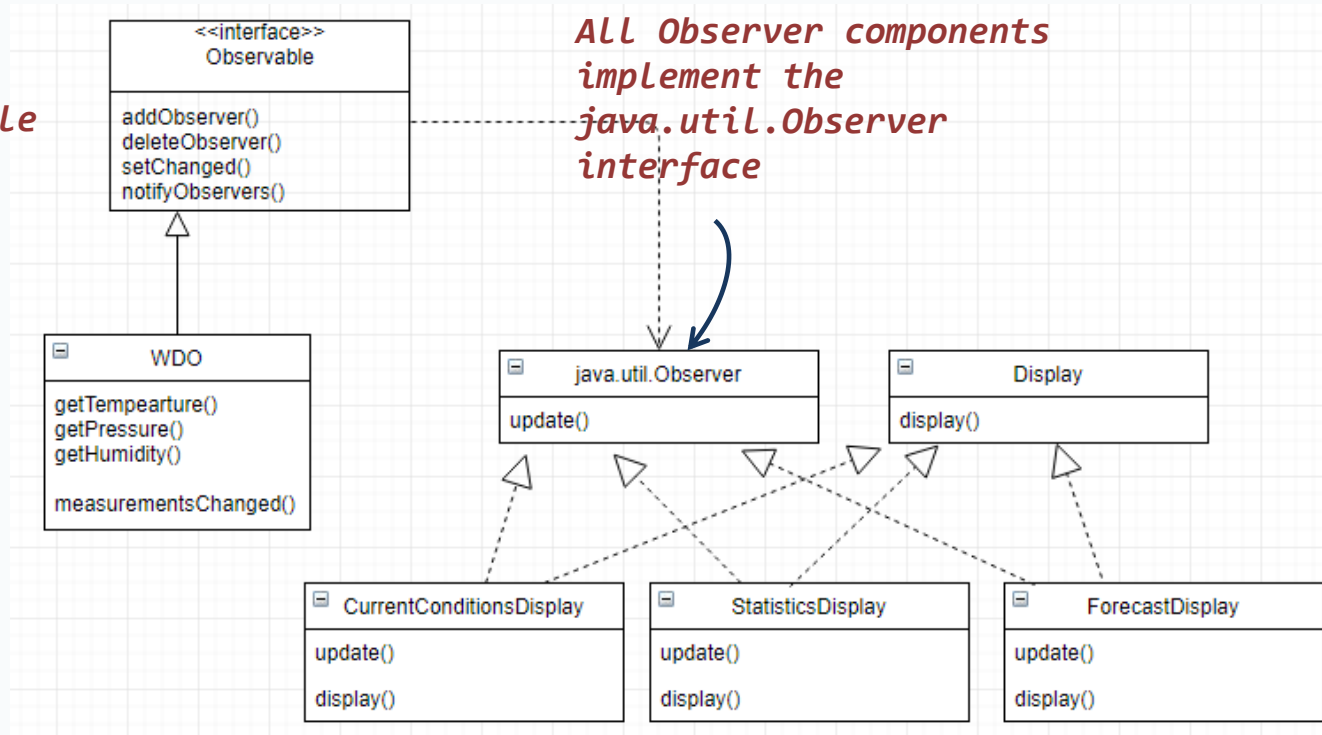 <<interface>>
Observable
addObserver()
deleteObserver()
setChanged()
notifyObservers()
le
All Observer components
implement the
java.util.Observer
interface
WDO
getTempearture()
getPressure()
getHumidity()
measurementsChanged()
java.util.Observer
update()
Display
display()
CurrentConditionsDisplay
update()
display()
StatisticsDisplay
update()
display()
ForecastDisplay
update()
display()